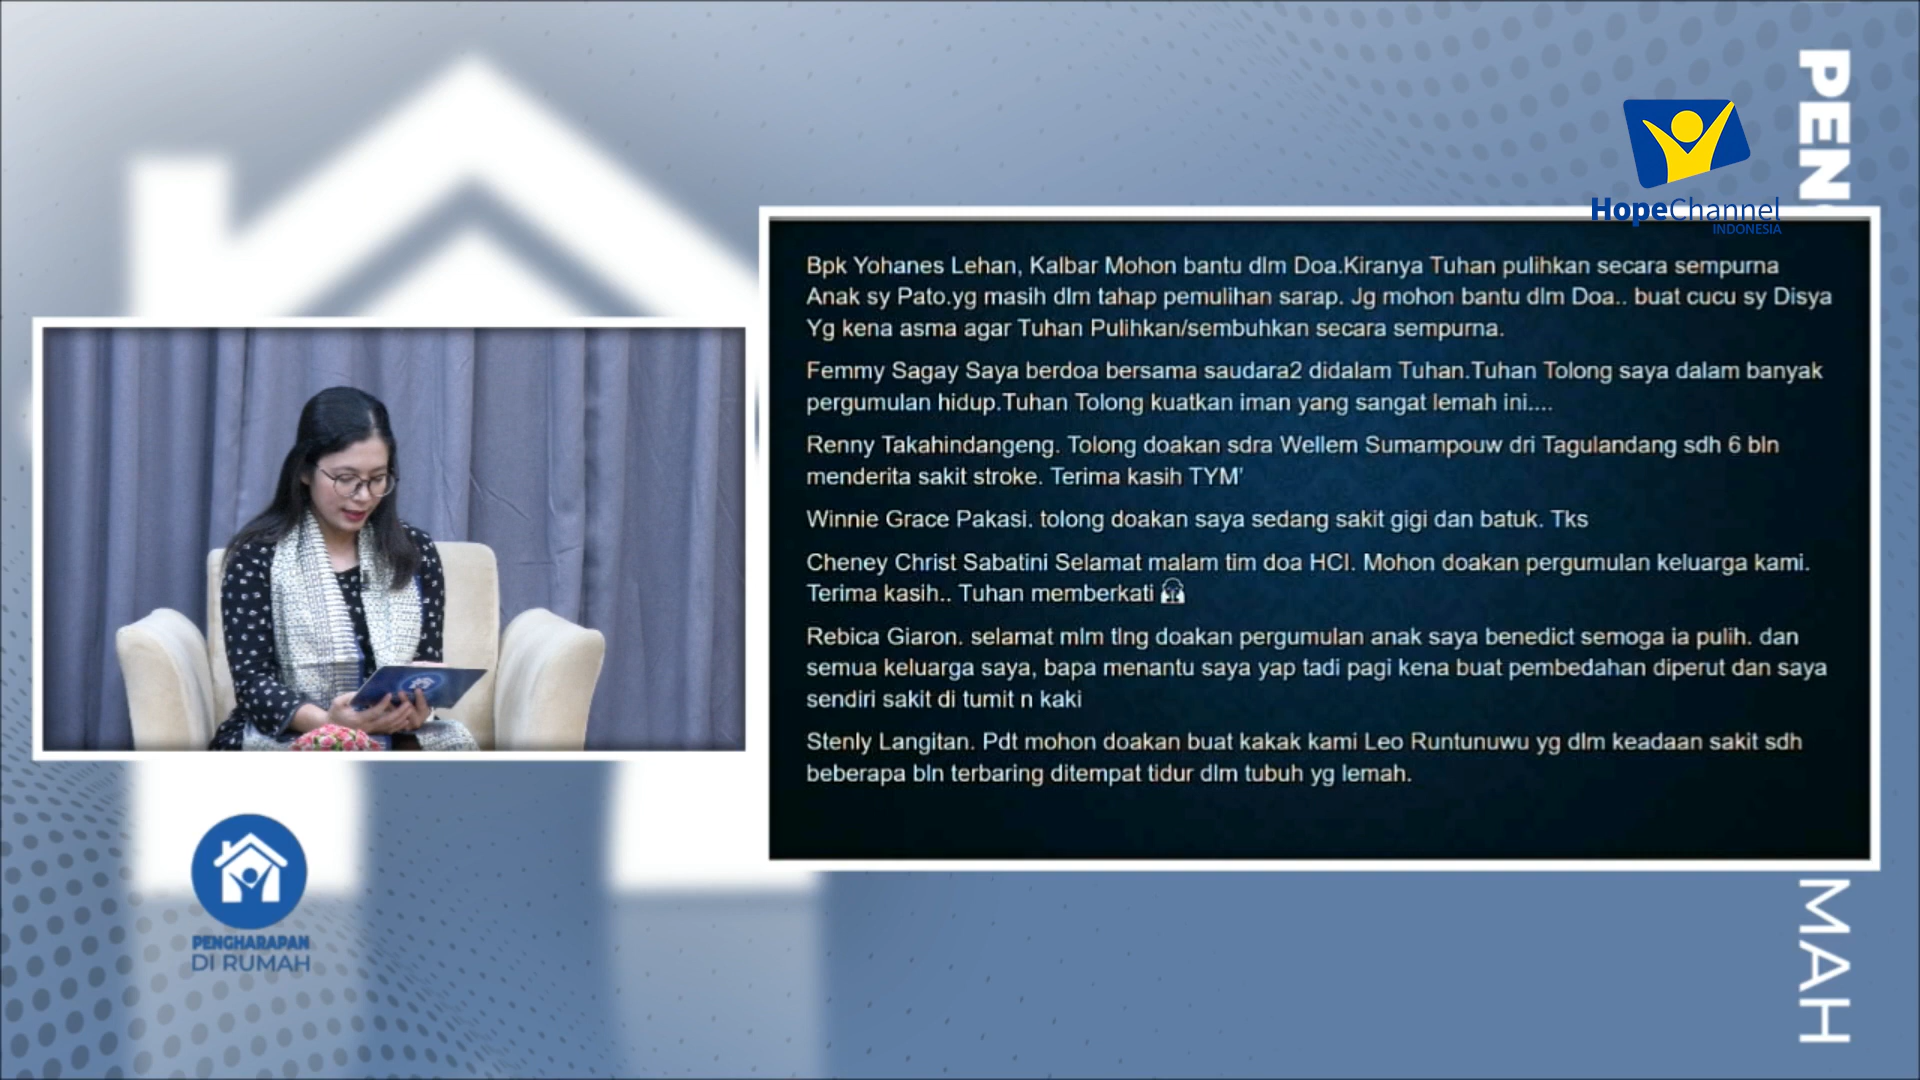 PEN
HopeChannel
INDONESIA
Bpk Yohanes Lehan, Kalbar Mohon bantu dlm Doa.Kiranya Tuhan pulihkan secara sempurna
Anak sy Pato.yg masih dlm tahap pemulihan sarap. Jg mohon bantu dlm Doa.. buat cucu sy Disya
Yg kena asma agar Tuhan Pulihkan/sembuhkan secara sempurna.
Femmy Sagay Saya berdoa bersama saudara2 didalam Tuhan.Tuhan Tolong saya dalam banyak
pergumulan hidup.Tuhan Tolong kuatkan iman yang sangat lemah ini....
Renny Takahindangeng. Tolong doakan sdra Wellem Sumampouw dri Tagulandang sdh 6 bln
menderita sakit stroke. Terima kasih TYM'
Winnie Grace Pakasi. tolong doakan saya sedang sakit gigi dan batuk. Tks
Cheney Christ Sabatini Selamat malam tim doa HCI. Mohon doakan pergumulan keluarga kami.
Terima kasih.. Tuhan memberkati
Rebica Giaron. selamat mlm tlng doakan pergumulan anak saya benedict semoga ia pulih. dan
semua keluarga saya, bapa menantu saya yap tadi pagi kena buat pembedahan diperut dan saya
sendiri sakit di tumit n kaki
Stenly Langitan. Pdt mohon doakan buat kakak kami Leo Runtunuwu yg dlm keadaan sakit sdh
beberapa bln terbaring ditempat tidur dlm tubuh yg lemah.
PENGHARAPAN
DI RUMAH
MAH